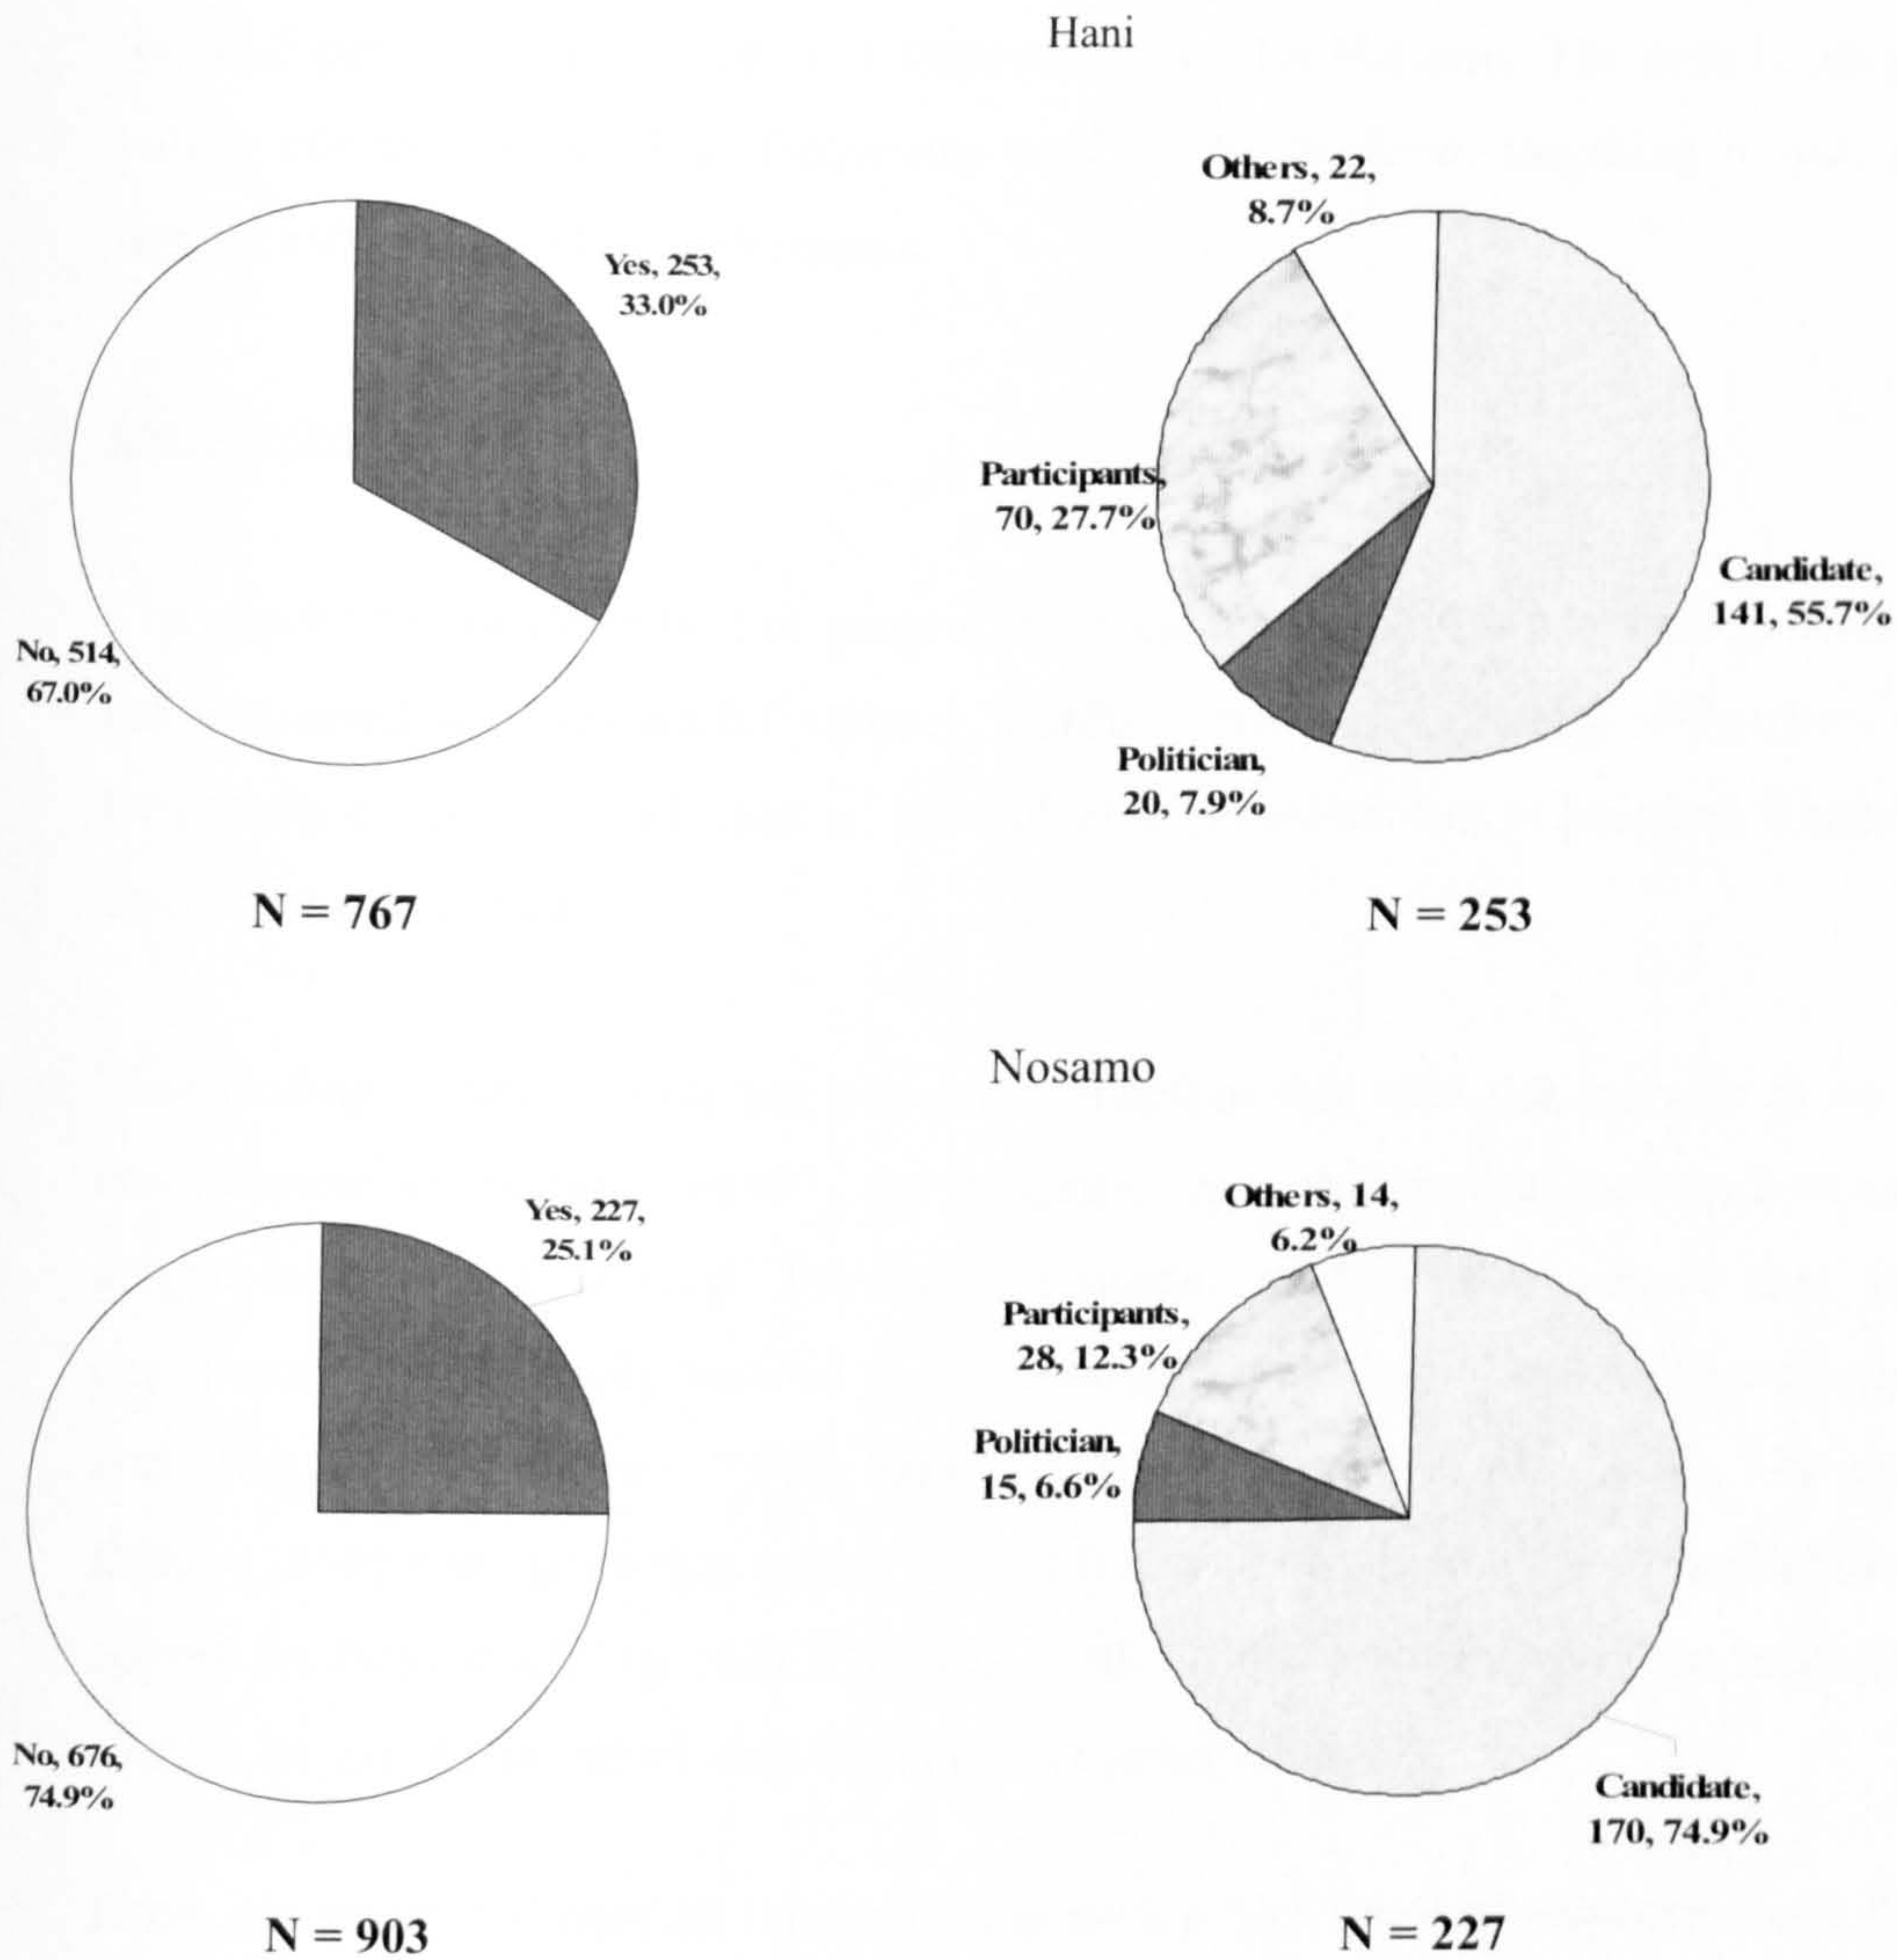 Hani
Yes, 253,
33.0%
No, 514,
67.0%
N = 767
Others, 22,
8.7%
Participants,
70, 27.7%
Candidate,
141, 55.7%
Politician,
20, 7.9%
N = 253
Nosamo
Yes, 227,
25.1%
No, 676,
74.9%
N = 903
Others, 14,
6.2%
Participants,
28, 12.3%
Politician,
15, 6.6%
Candidate,
170, 74.9%
N = 227